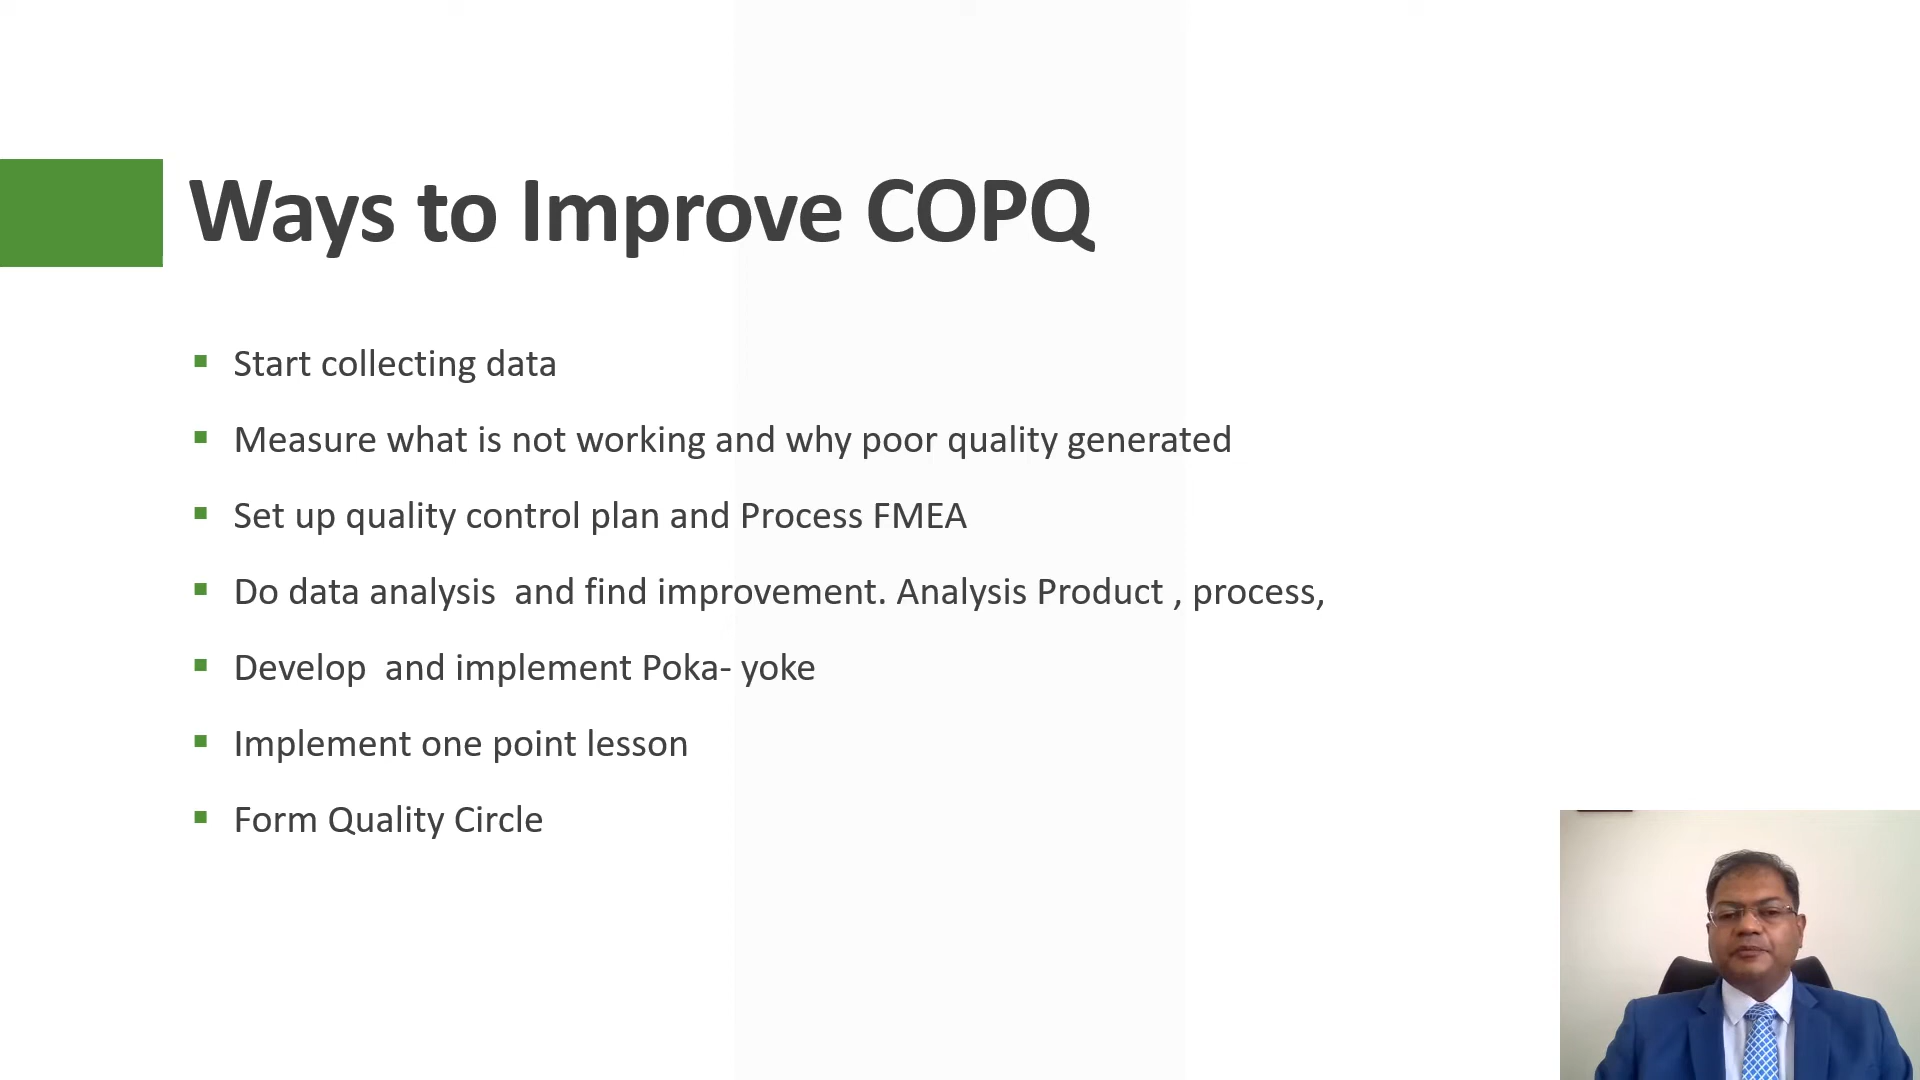 Ways to Improve COPQ
Start collecting data
Measure what is not working and why poor quality generated
Set up quality control plan and Process FMEA
Do data analysis  and find improvement. Analysis Product , process,
Develop  and implement Poka- yoke
Implement one point lesson
Form Quality Circle